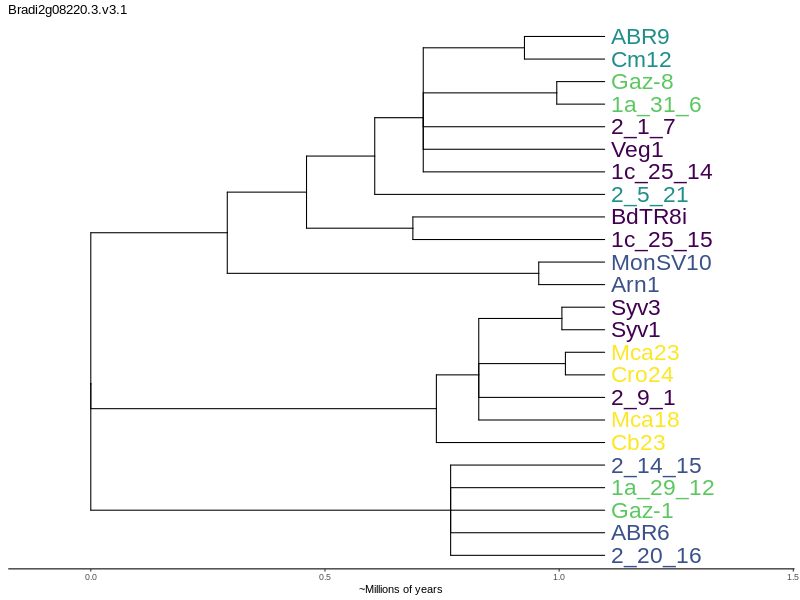 Bradi2g08220.3.v3.1
ABR9
Cm12
Gaz-8
1a_31_6
2_1_7
Veg1
1c_25_14
2_5_21
BdTR8i
1c_25_15
MonSV10
Arn1
Syv3
Syv1
Mca23
Cro24
2_9_1
Mca18
Cb23
2_14_15
1a_29_12
Gaz-1
ABR6
2_20_16
0.0 0.5 1.0 1.5
~Millions of years